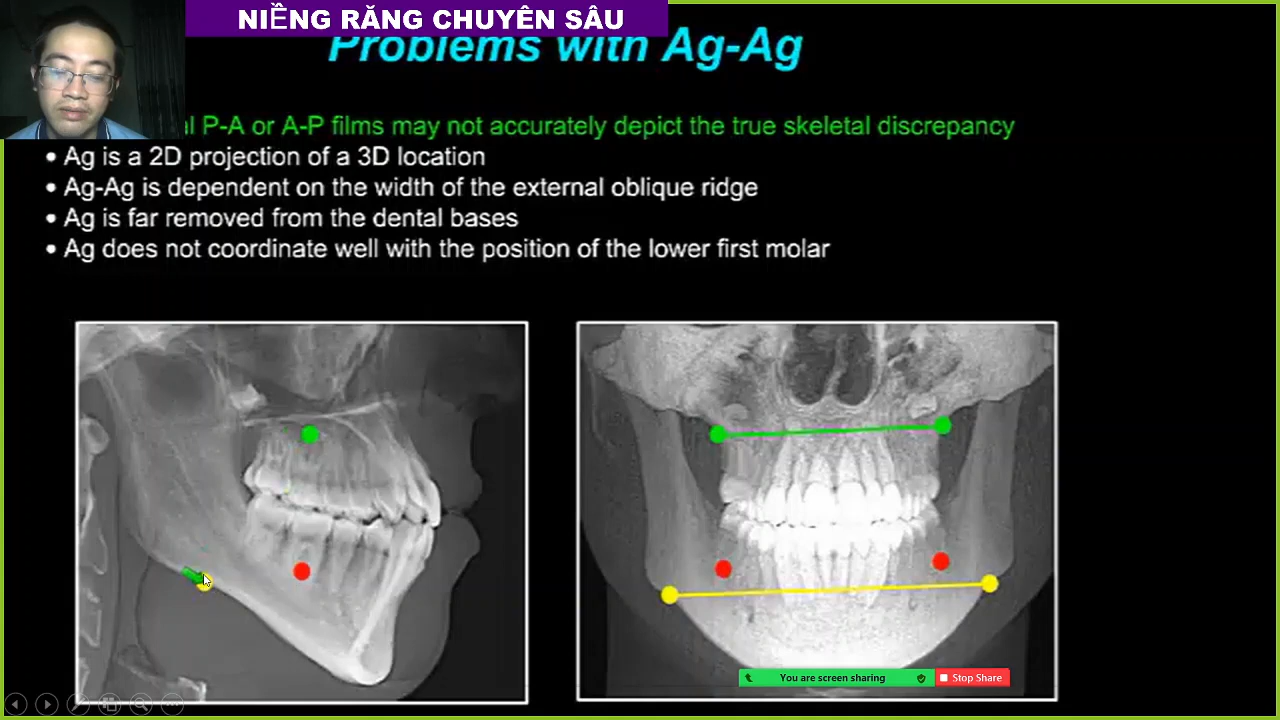 NIỀNG RĂNG CHUYÊN SÂU
Problems with Ag-Ag
P-A or A-P films may not accurately depict the true skeletal discrepancy
• Ag is a 2D projection of a 3D location
• Ag-Ag is dependent on the width of the external oblique ridge
• Ag is far removed from the dental bases
• Ag does not coordinate well with the position of the lower first molar
You are screen sharing
Stop Share